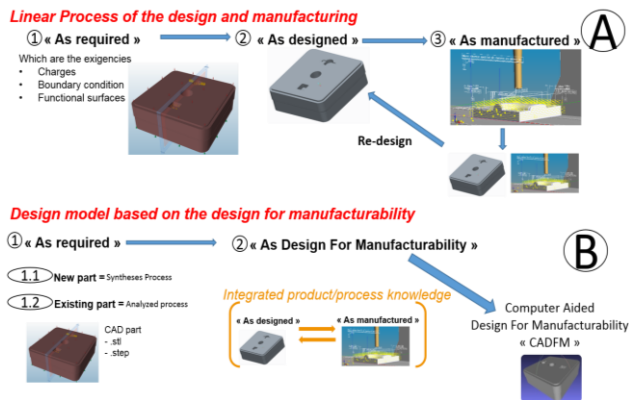 Linear Process of the design and manufacturing
① « As required »
② « As designed »
③ « As manufactured »
A
Which are the exigencies
• Charges
• Boundary condition
• Functional surfaces
Re-design
Design model based on the design for manufacturability
① « As required »
② « As Design For Manufacturability »
B
1.1 New part = Syntheses Process
1.2 Existing part = Analyzed process
CAD part
- .stl
- .step
Integrated product/process knowledge
« As designed »
« As manufactured »
Computer Aided
Design For Manufacturability
« CADFM »